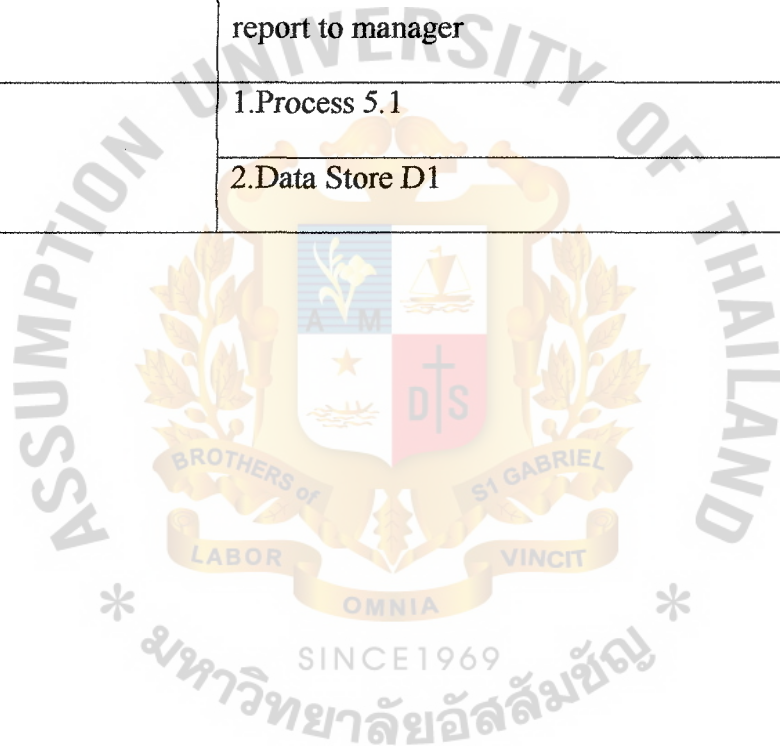 report to manager
1.Process 5.1
2.Data Store D1
ASSUMPTION UNIVERSITY OF THAILAND
A M
D S
BROTHERS of
S1 GABRIEL
LABOR
VINCIT
OMNIA
SINCE1969
* มหาวิทยาลัยอัสสัมชัญ *